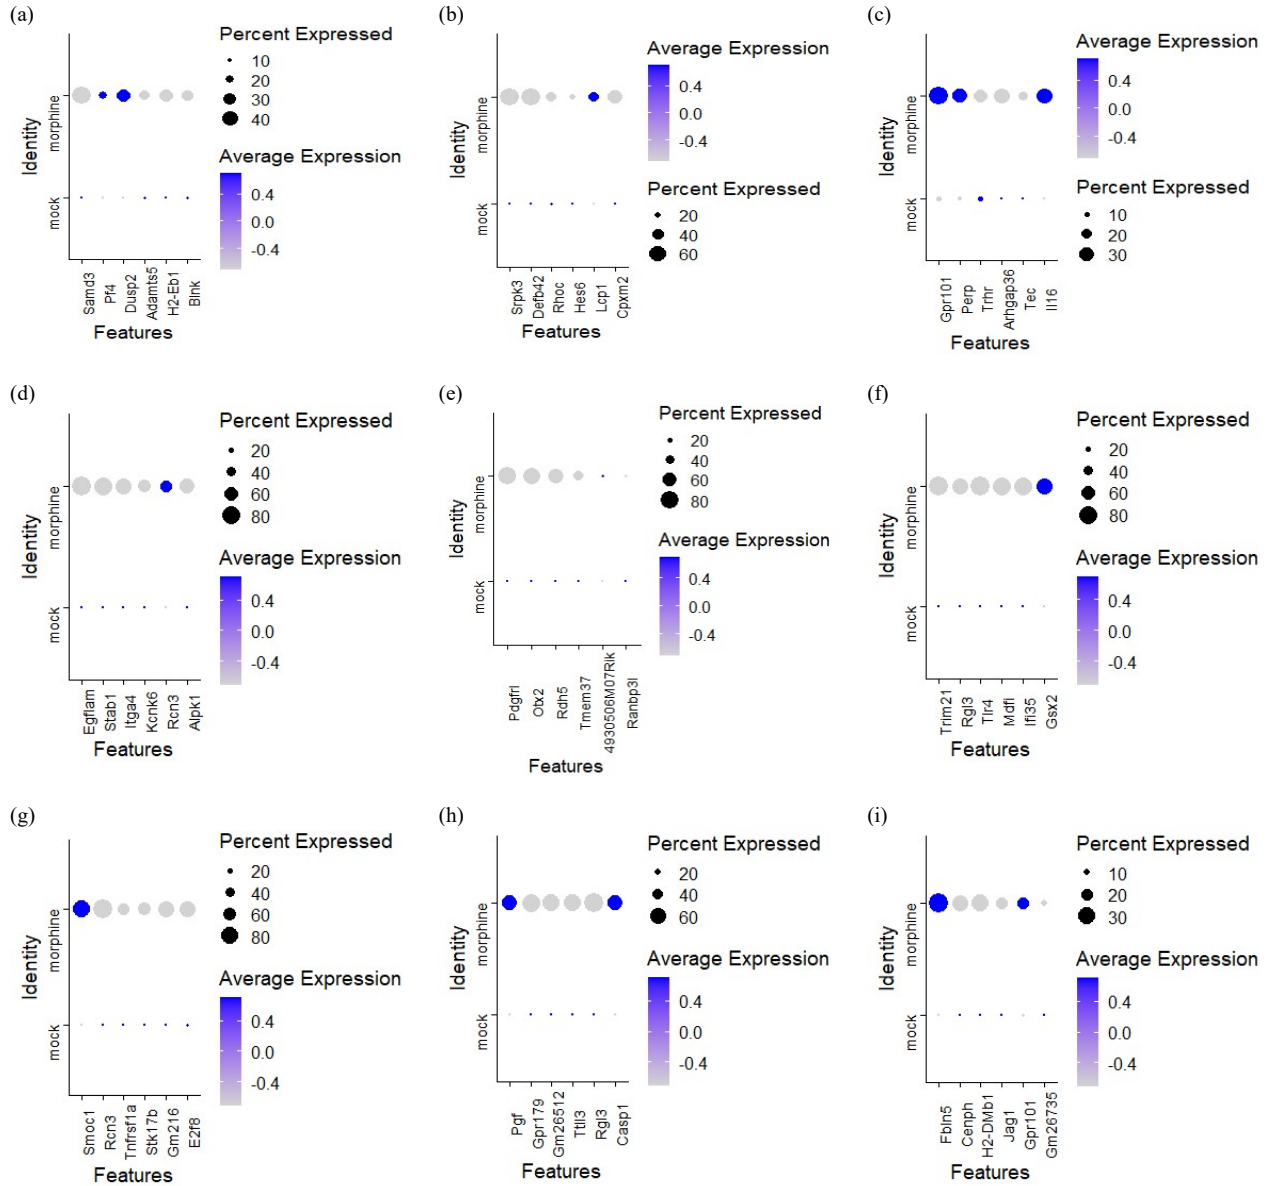 (a)
Percent Expressed
10
20
30
40
Average Expression
0.4
0.0
-0.4
Identity
morphine
mock
Samd3
Pf4
Dusp2
Adamts5
H2-Eb1
Blnk
Features
(b)
Average Expression
0.4
0.0
-0.4
Percent Expressed
20
40
60
Identity
morphine
mock
Srpk3
Defb42
Rhoc
Hes6
Lcp1
Cpxm2
Features
(c)
Average Expression
0.4
0.0
-0.4
Percent Expressed
10
20
30
Identity
morphine
mock
Gpr101
Perp
Trhr
Arhgap36
Tec
Il16
Features
(d)
Percent Expressed
20
40
60
80
Average Expression
0.4
0.0
-0.4
Identity
morphine
mock
Egflam
Stab1
Itga4
Kcnk6
Rcn3
Alpk1
Features
(e)
Percent Expressed
20
40
60
80
Average Expression
0.4
0.0
-0.4
Identity
morphine
mock
Pdgfrl
Otx2
Rdh5
Tmem37
4930506M07Rik
Ranbp3l
Features
(f)
Percent Expressed
20
40
60
80
Average Expression
0.4
0.0
-0.4
Identity
morphine
mock
Trim21
Rgl3
Tlr4
Mdfi
Ifi35
Gsx2
Features
(g)
Percent Expressed
20
40
60
80
Average Expression
0.4
0.0
-0.4
Identity
morphine
mock
Smoc1
Rcn3
Tnfrsf1a
Stk17b
Gm216
E2f8
Features
(h)
Percent Expressed
20
40
60
Average Expression
0.4
0.0
-0.4
Identity
morphine
mock
Pgf
Gpr179
Gm26512
Ttll3
Rgl3
Casp1
Features
(i)
Percent Expressed
10
20
30
Average Expression
0.4
0.0
-0.4
Identity
morphine
mock
Fbln5
Cenph
H2-DMb1
Jag1
Gpr101
Gm26735
Features